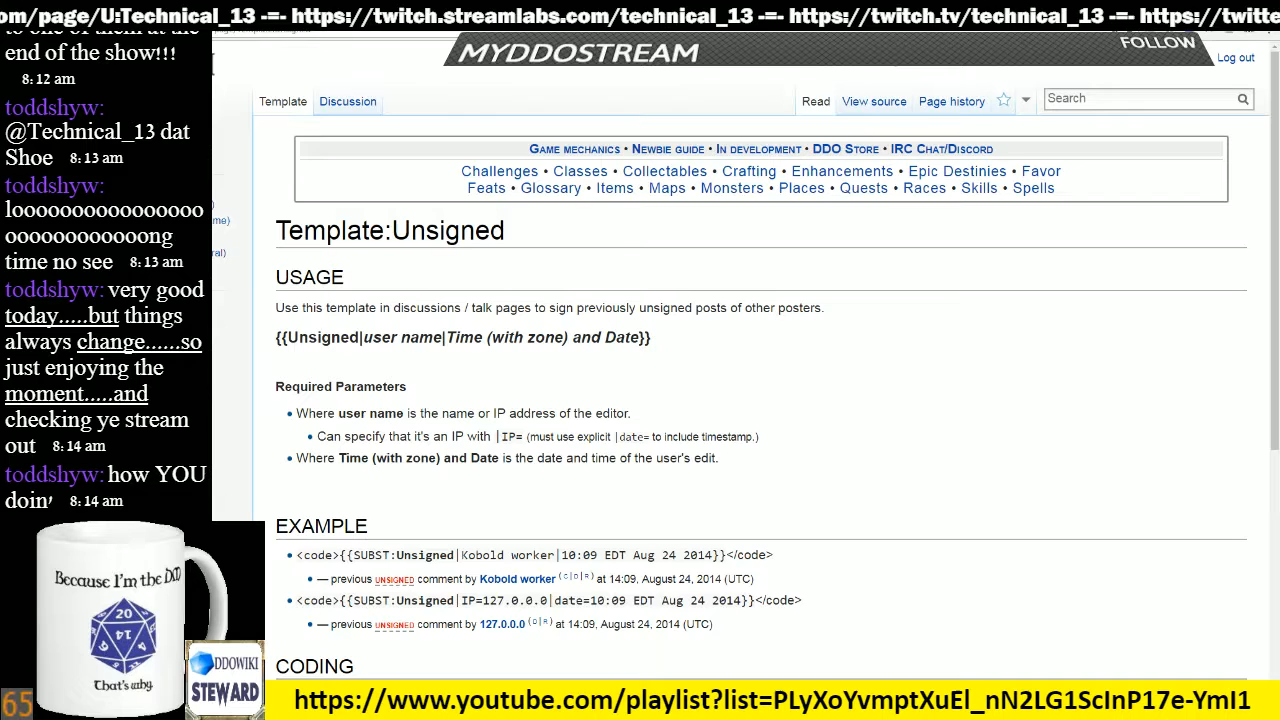 om/page/U:Technical_13 -=- https://twitch.streamlabs.com/technical_13 -=- https://twitch.tv/technical_13 -=- https://twitte
to one of them at the
end of the show!!!
8:12 am
toddshyw:
@Technical_13 dat
Shoe 8:13 am
toddshyw:
looooooooooooooooo
ooooooooooooong
time no see 8:13 am
toddshyw: very good
today.....but things
always change......so
just enjoying the
moment.....and
checking ye stream
out 8:14 am
toddshyw: how YOU
doin' 8:14 am
MYDDOSTREAM
FOLLOW
Log out
Template Discussion Read View source Page history Search
Game mechanics • Newbie guide • In development • DDO Store • IRC Chat/Discord
Challenges • Classes • Collectables • Crafting • Enhancements • Epic Destinies • Favor
Feats • Glossary • Items • Maps • Monsters • Places • Quests • Races • Skills • Spells
me)
ral)
Template:Unsigned
USAGE
Use this template in discussions / talk pages to sign previously unsigned posts of other posters.
{{Unsigned|user name|Time (with zone) and Date}}
Required Parameters
• Where user name is the name or IP address of the editor.
• Can specify that it's an IP with |IP= (must use explicit |date= to include timestamp.)
• Where Time (with zone) and Date is the date and time of the user's edit.
EXAMPLE
• <code>{{SUBST:Unsigned|Kobold worker|10:09 EDT Aug 24 2014}}</code>
• — previous UNSIGNED comment by Kobold worker (C|D|R) at 14:09, August 24, 2014 (UTC)
• <code>{{SUBST:Unsigned|IP=127.0.0.0|date=10:09 EDT Aug 24 2014}}</code>
• — previous UNSIGNED comment by 127.0.0.0 (D|R) at 14:09, August 24, 2014 (UTC)
CODING
Because I'm the DM
20
14
That's why.
DDOWIKI
STEWARD
65
https://www.youtube.com/playlist?list=PLyXoYvmptXuEl_nN2LG1ScInP17e-YmI1